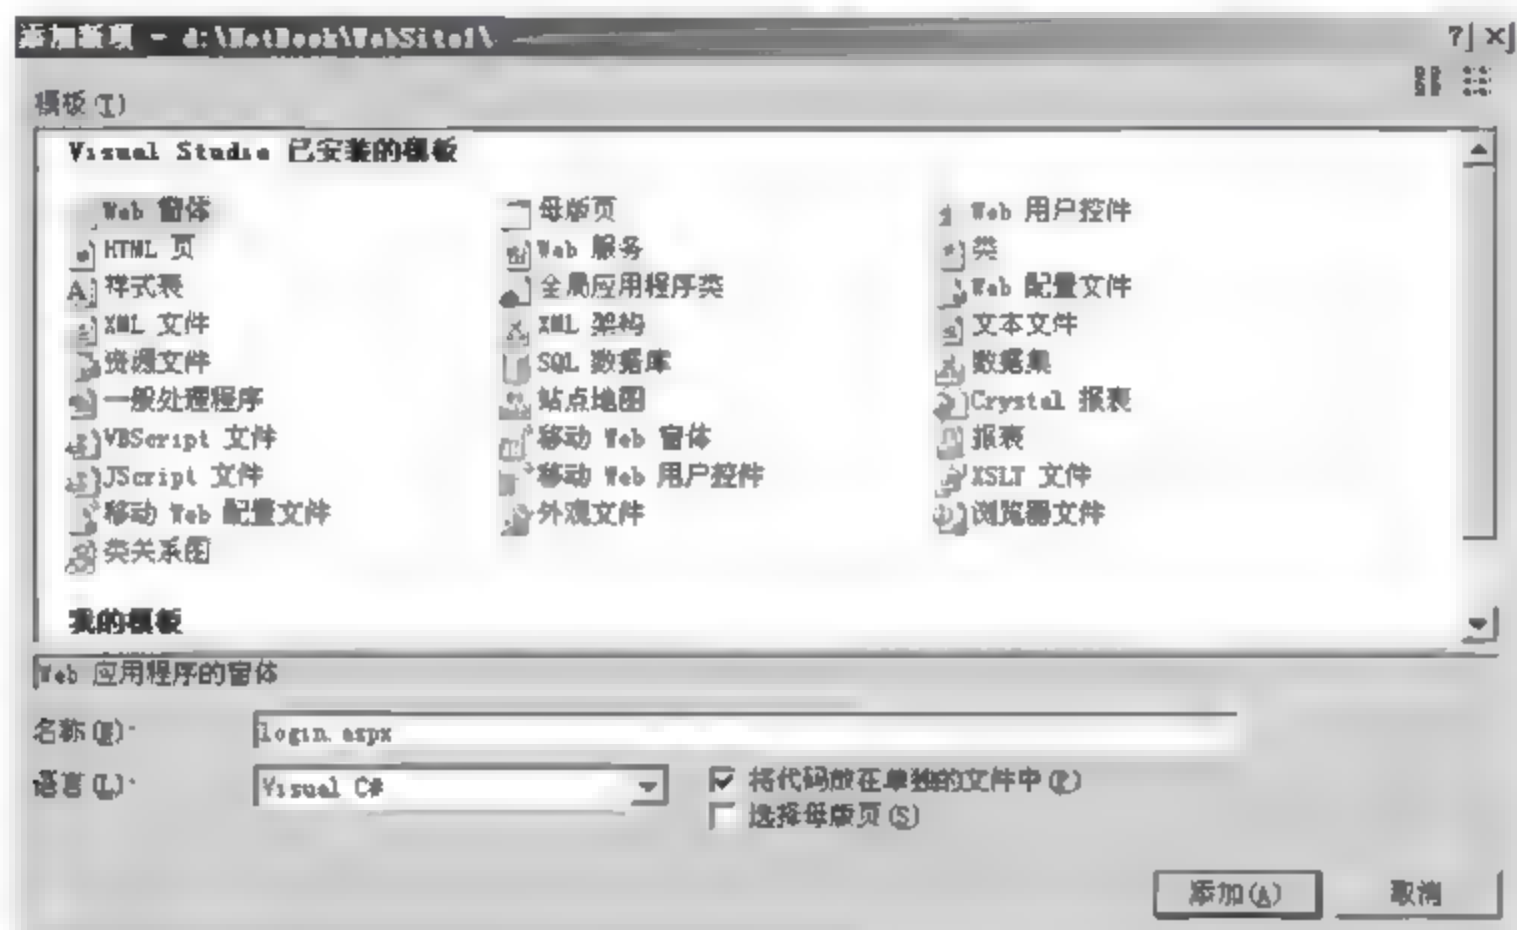 添加新项 - d:\NetBook\WebSite1\
模板(T)
Visual Studio 已安装的模板
Web 窗体 母版页 Web 用户控件
HTML 页 Web 服务 类
样式表 全局应用程序类 Web 配置文件
XML 文件 XML 架构 文本文件
资源文件 SQL 数据库 数据集
一般处理程序 站点地图 Crystal 报表
VBScript 文件 移动 Web 窗体 报表
JScript 文件 移动 Web 用户控件 XSLT 文件
移动 Web 配置文件 外观文件 浏览器文件
类关系图
我的模板
Web 应用程序的窗体
名称(N): login.aspx
语言(L): Visual C# 将代码放在单独的文件中(P)
选择母版页(S)
添加(A) 取消